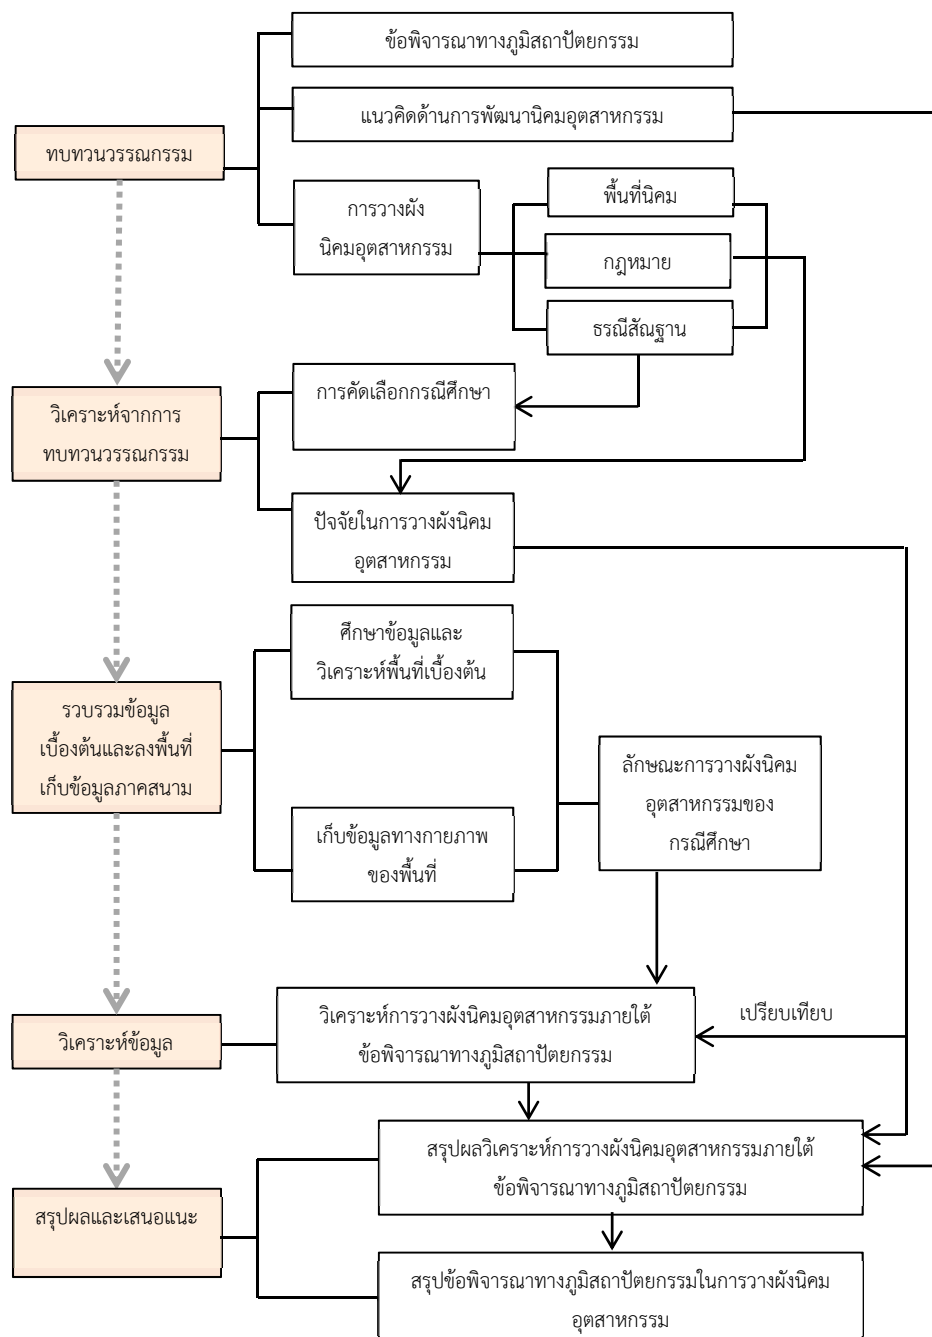 ข้อพิจารณาทางภูมิสถาปัตยกรรม
แนวคิดด้านการพัฒนานิคมอุตสาหกรรม
ทบทวนวรรณกรรม
การวางผัง
นิคมอุตสาหกรรม
พื้นที่นิคม
กฎหมาย
ธรณีสัณฐาน
วิเคราะห์จากการ
ทบทวนวรรณกรรม
การคัดเลือกกรณีศึกษา
ปัจจัยในการวางผังนิคม
อุตสาหกรรม
รวบรวมข้อมูล
เบื้องต้นและลงพื้นที่
เก็บข้อมูลภาคสนาม
ศึกษาข้อมูลและ
วิเคราะห์พื้นที่เบื้องต้น
เก็บข้อมูลทางกายภาพ
ของพื้นที่
ลักษณะการวางผังนิคม
อุตสาหกรรมของ
กรณีศึกษา
วิเคราะห์ข้อมูล
วิเคราะห์การวางผังนิคมอุตสาหกรรมภายใต้
ข้อพิจารณาทางภูมิสถาปัตยกรรม
เปรียบเทียบ
สรุปผลและเสนอแนะ
สรุปผลวิเคราะห์การวางผังนิคมอุตสาหกรรมภายใต้
ข้อพิจารณาทางภูมิสถาปัตยกรรม
สรุปข้อพิจารณาทางภูมิสถาปัตยกรรมในการวางผังนิคม
อุตสาหกรรม